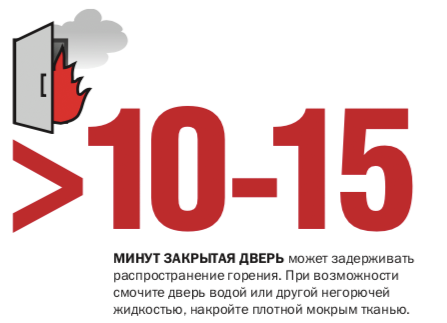 >10-15
МИНУТ ЗАКРЫТАЯ ДВЕРЬ может задерживать
распространение горения. При возможности
смочите дверь водой или другой негорючей
жидкостью, накройте плотной мокрым тканью.